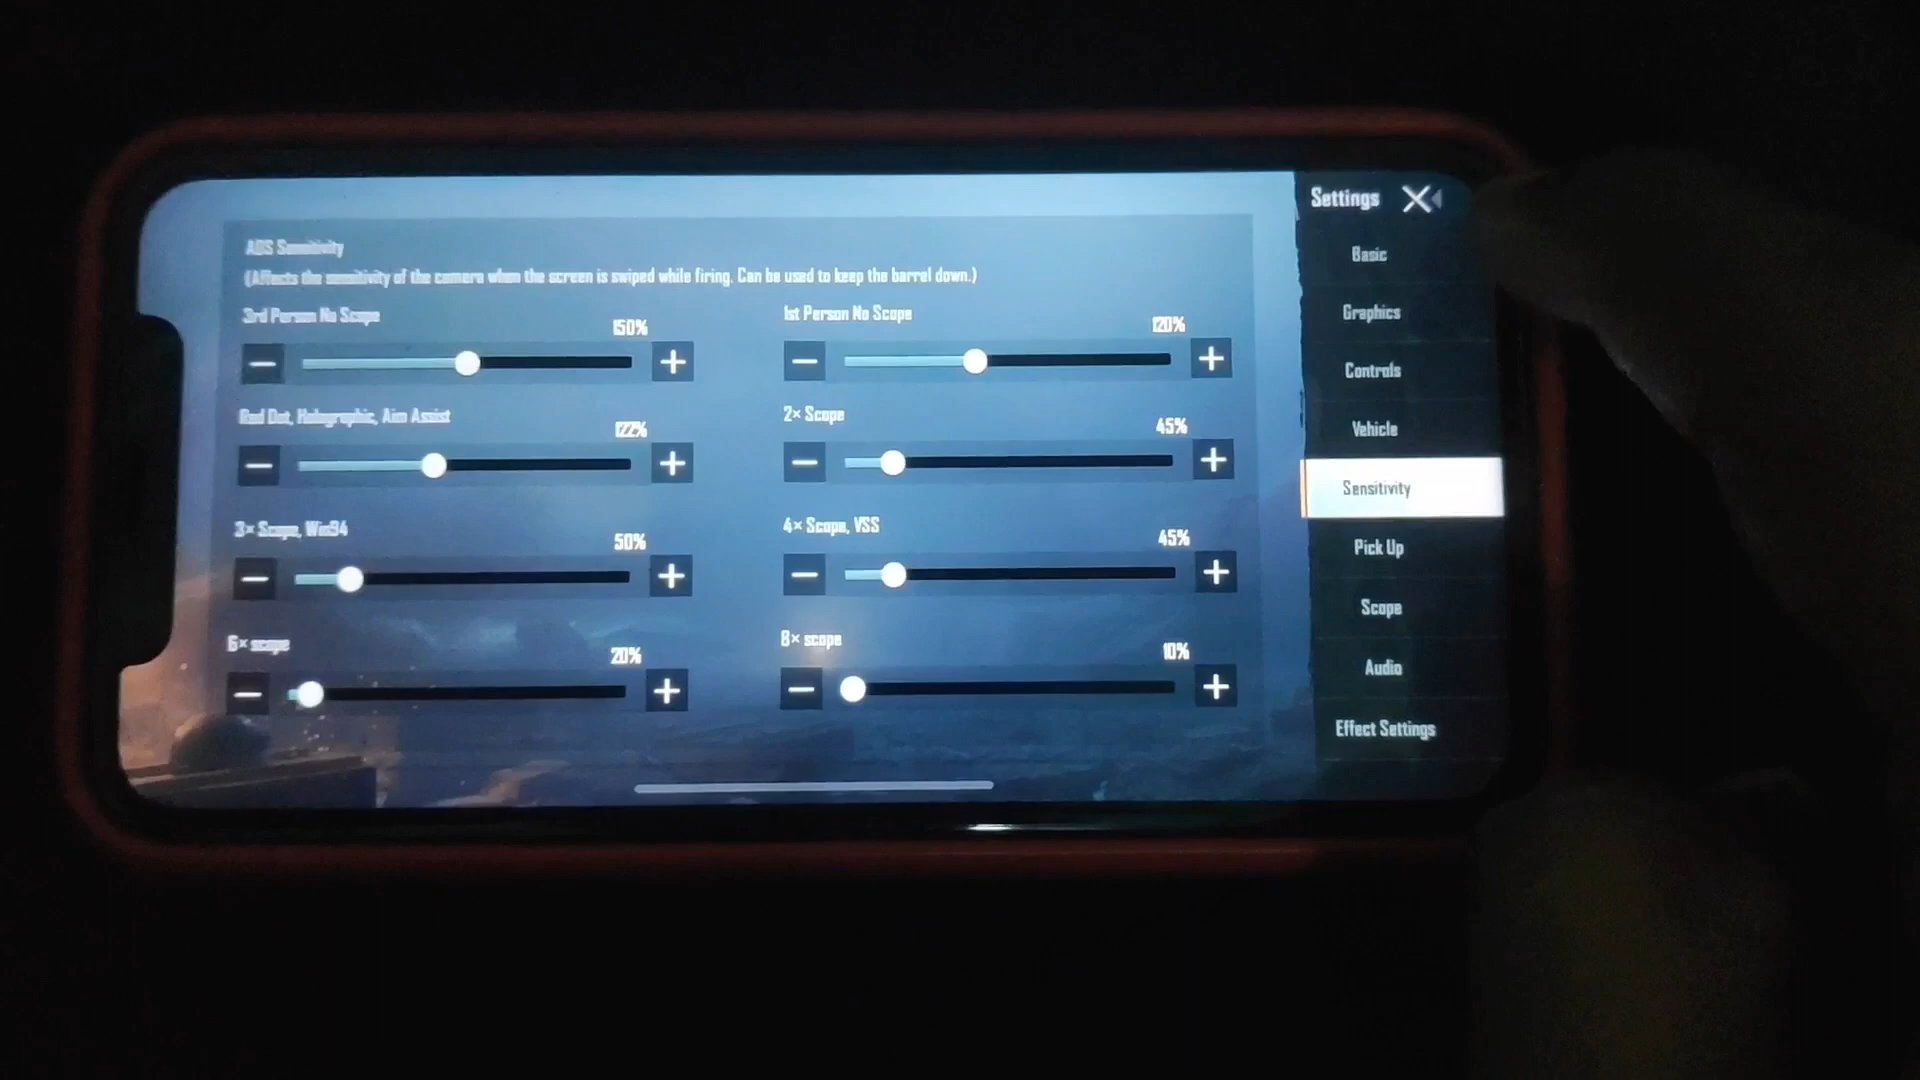 Settings
ADS Sensitivity
(Affects the sensitivity of the camera when the screen is swiped while firing. Can be used to keep the barrel down.)
3rd Person No Scope
150%
1st Person No Scope
120%
Red Dot, Holographic, Aim Assist
122%
2× Scope
45%
3× Scope, Win94
50%
4× Scope, VSS
45%
6× scope
20%
8× scope
10%
Basic
Graphics
Controls
Vehicle
Sensitivity
Pick Up
Scope
Audio
Effect Settings